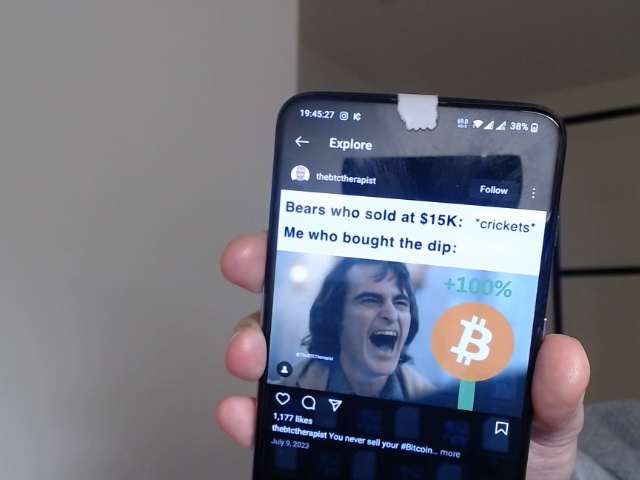 19:45:27 38%
Explore
thebtctherapist Follow
Bears who sold at $15K: *crickets*
Me who bought the dip:
+100%
@TheBTCTherapist
1,177 likes
thebtctherapist You never sell your #Bitcoin... more
July 9, 2023